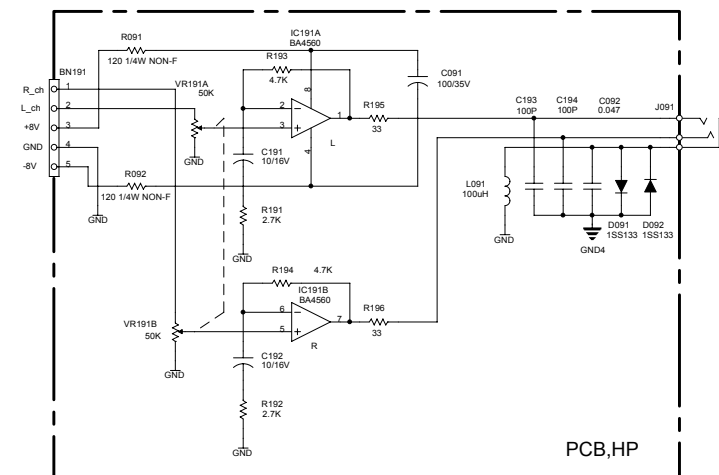 IC191A
BA4560
R091
120 1/4W NON-F
BN191
R_ch
1
L_ch
2
+8V
3
GND
4
-8V
5
VR191A
50K
GND
R193
4.7K
2
3
8
4
1
L
C091
100/35V
R195
33
C191
10/16V
R092
120 1/4W NON-F
GND
R191
2.7K
GND
C193
100P
C194
100P
C092
0.047
J091
L091
100uH
GND
D091
1SS133
D092
1SS133
GND4
R194
4.7K
IC191B
BA4560
6
5
7
R
R196
33
VR191B
50K
GND
C192
10/16V
R192
2.7K
GND
PCB,HP